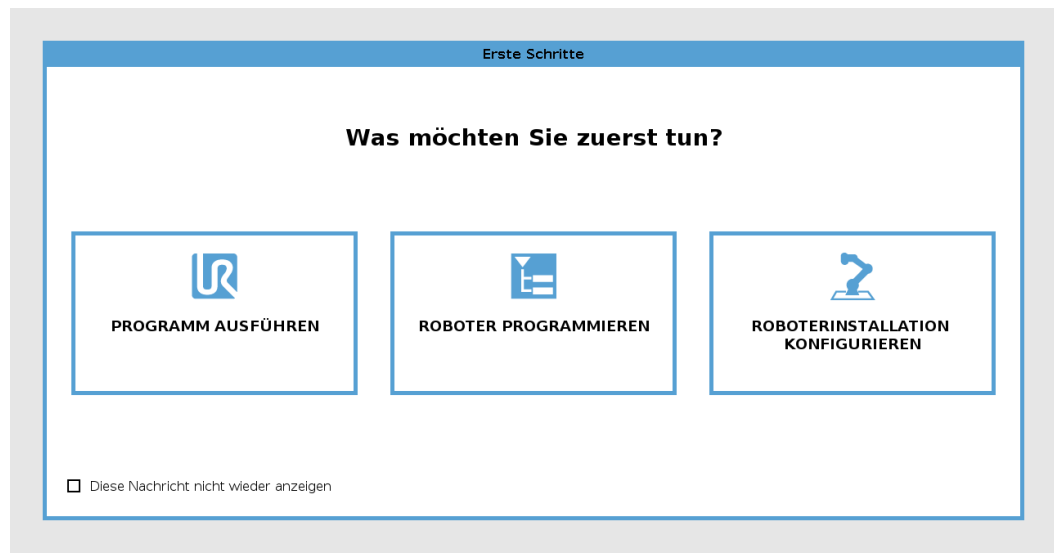 Erste Schritte
Was möchten Sie zuerst tun?
PROGRAMM AUSFÜHREN
ROBOTER PROGRAMMIEREN
ROBOTERINSTALLATION
KONFIGURIEREN
Diese Nachricht nicht wieder anzeigen